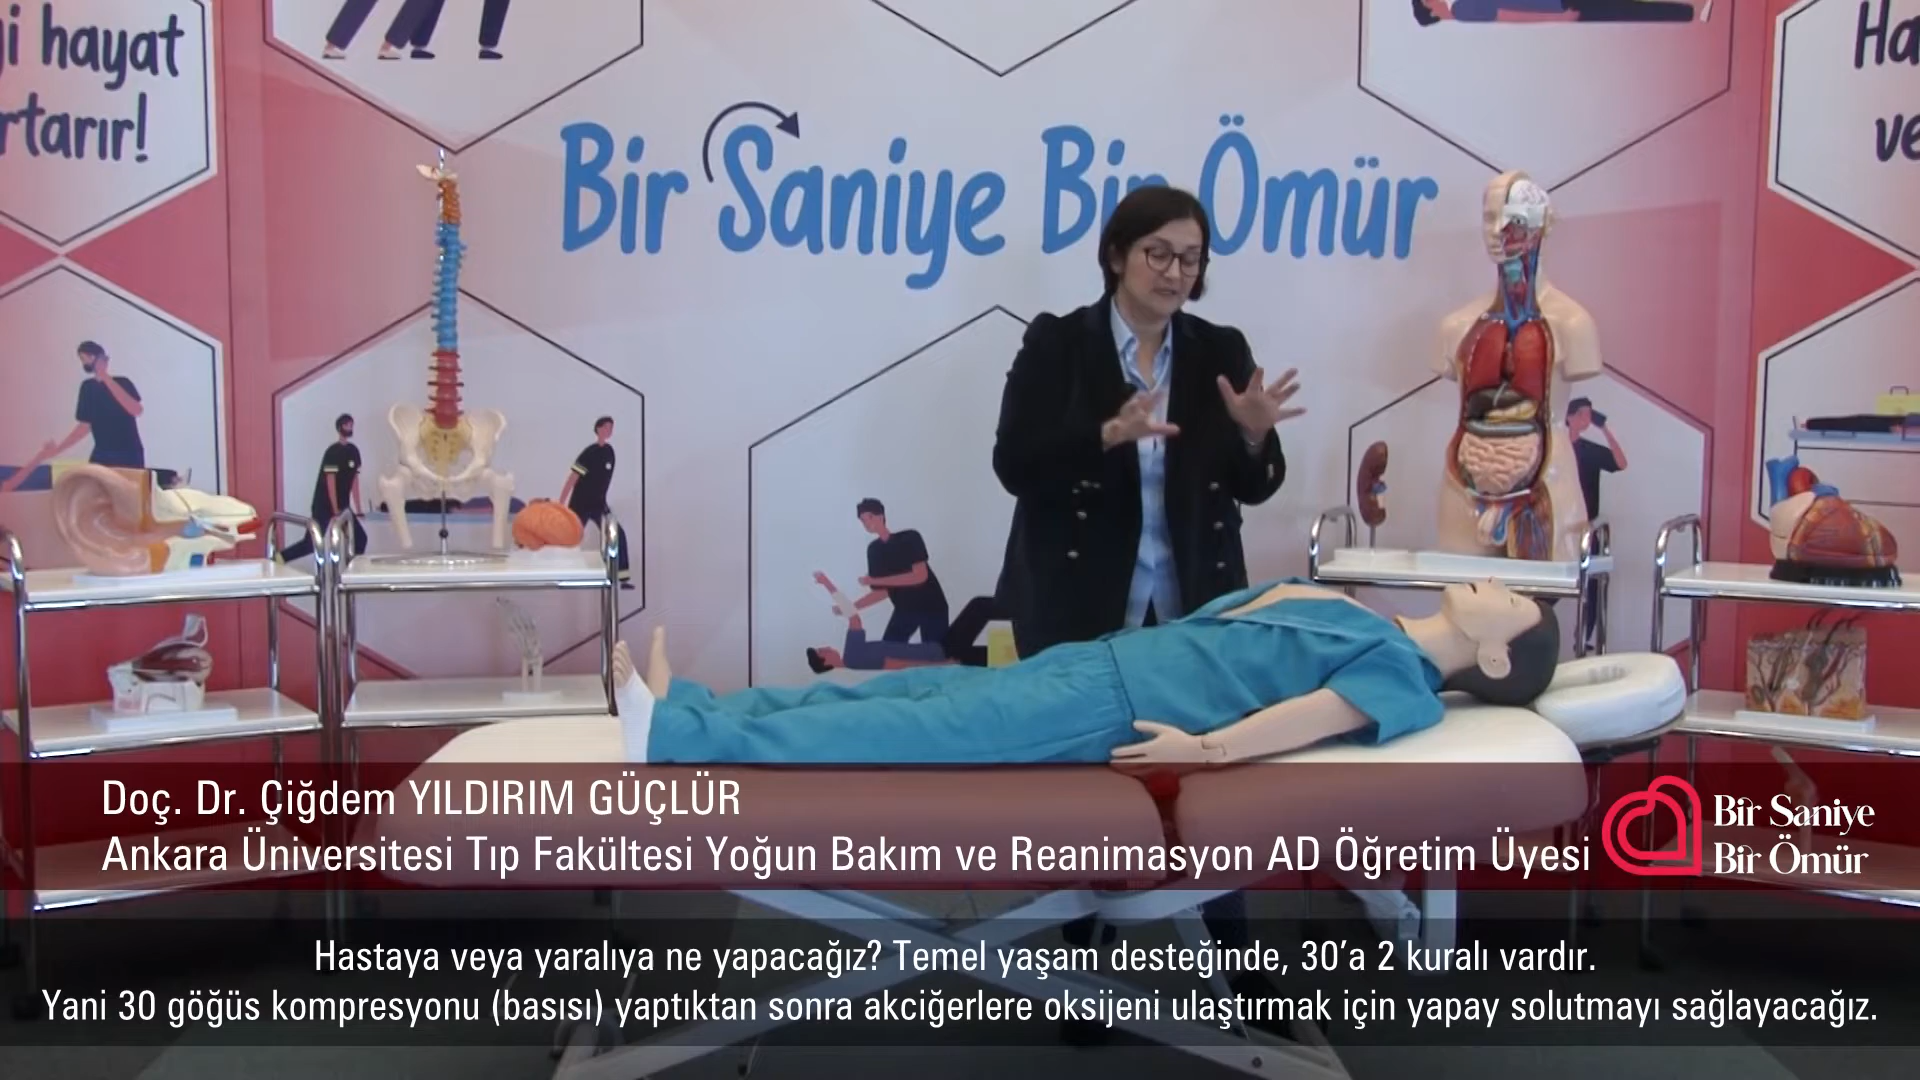 hayat
Ha
ve
Bir Saniye Bir Ömür
Doç. Dr. Çiğdem YILDIRIM GÜÇLÜR
Ankara Üniversitesi Tıp Fakültesi Yoğun Bakım ve Reanimasyon AD Öğretim Üyesi
Bir Saniye
Bir Ömür
Hastaya veya yaralıya ne yapacağız? Temel yaşam desteğinde, 30’a 2 kuralı vardır.
Yani 30 göğüs kompresyonu (basısı) yaptıktan sonra akciğerlere oksijeni ulaştırmak için yapay solutmayı sağlayacağız.